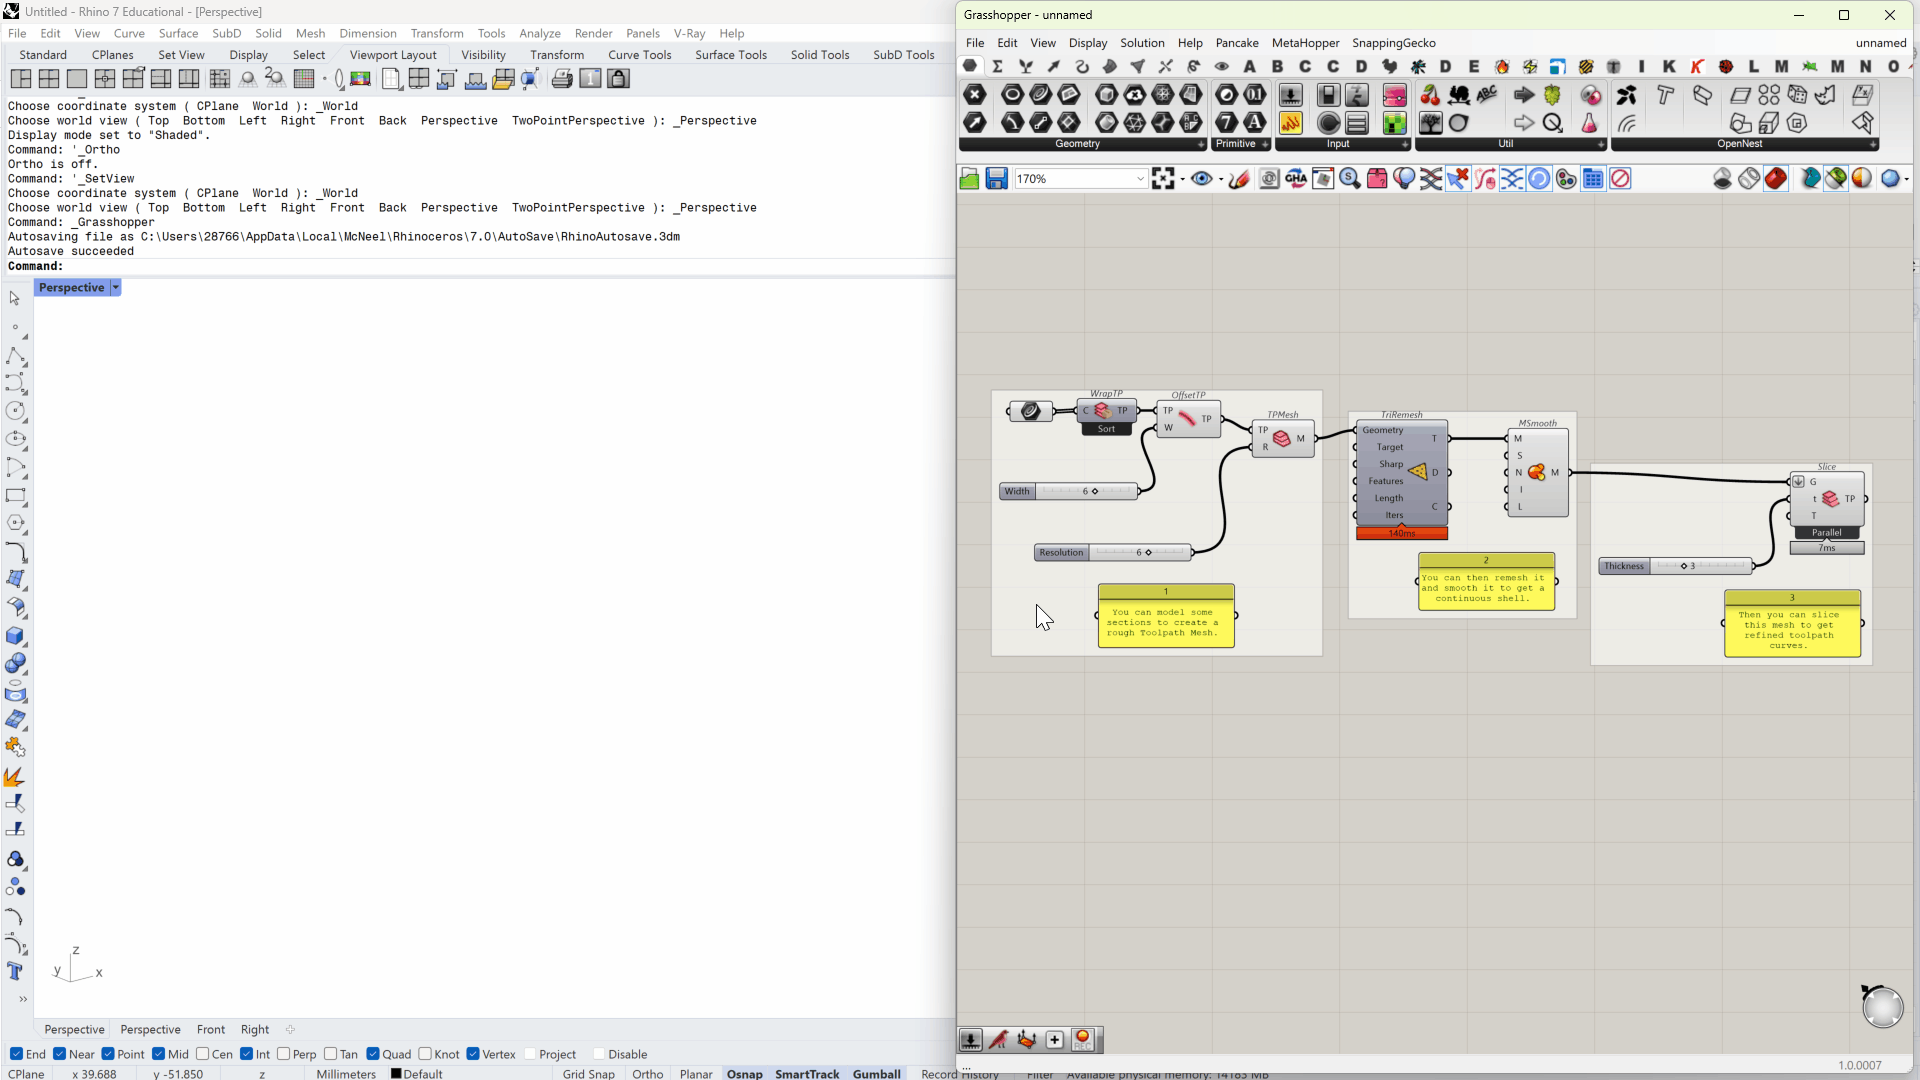 Untitled - Rhino 7 Educational - [Perspective]
File Edit View Curve Surface SubD Solid Mesh Dimension Transform Tools Analyze Render Panels V-Ray Help
Standard CPlanes Set View Display Select Viewport Layout Visibility Transform Curve Tools Surface Tools Solid Tools SubD Tools
Choose coordinate system ( CPlane World ): _World
Choose world view ( Top Bottom Left Right Front Back Perspective TwoPointPerspective ): _Perspective
Display mode set to "Shaded".
Command: '_Ortho
Ortho is off.
Command: '_SetView
Choose coordinate system ( CPlane World ): _World
Choose world view ( Top Bottom Left Right Front Back Perspective TwoPointPerspective ): _Perspective
Command: _Grasshopper
Autosaving file as C:\Users\28766\AppData\Local\McNeel\Rhinoceros\7.0\AutoSave\RhinoAutosave.3dm
Autosave succeeded
Command:
Perspective
z
y x
Perspective Perspective Front Right
End Near Point Mid Cen Int Perp Tan Quad Knot Vertex Project Disable
CPlane x 39.688 y -51.850 z Millimeters Default Grid Snap Ortho Planar Osnap SmartTrack Gumball Record History Filter Available physical memory: 14183 MB
Grasshopper - unnamed
File Edit View Display Solution Help Pancake MetaHopper SnappingGecko unnamed
A B C C D D E I K K L M M N O
Geometry Primitive Input Util OpenNest
170%
WrapTP
C TP
Sort
OffsetTP
TP
W
TP
TPMesh
TP
R
M
Width 6
Resolution 6
1
You can model some
sections to create a
rough Toolpath Mesh.
TriRemesh
Geometry
Target
Sharp
Features
Length
Iters
T
D
C
140ms
MSmooth
M
S
N
I
L
M
2
You can then remesh it
and smooth it to get a
continuous shell.
Slice
G
t
T
TP
Parallel
7ms
Thickness 3
3
Then you can slice
this mesh to get
refined toolpath
curves.
...
1.0.0007